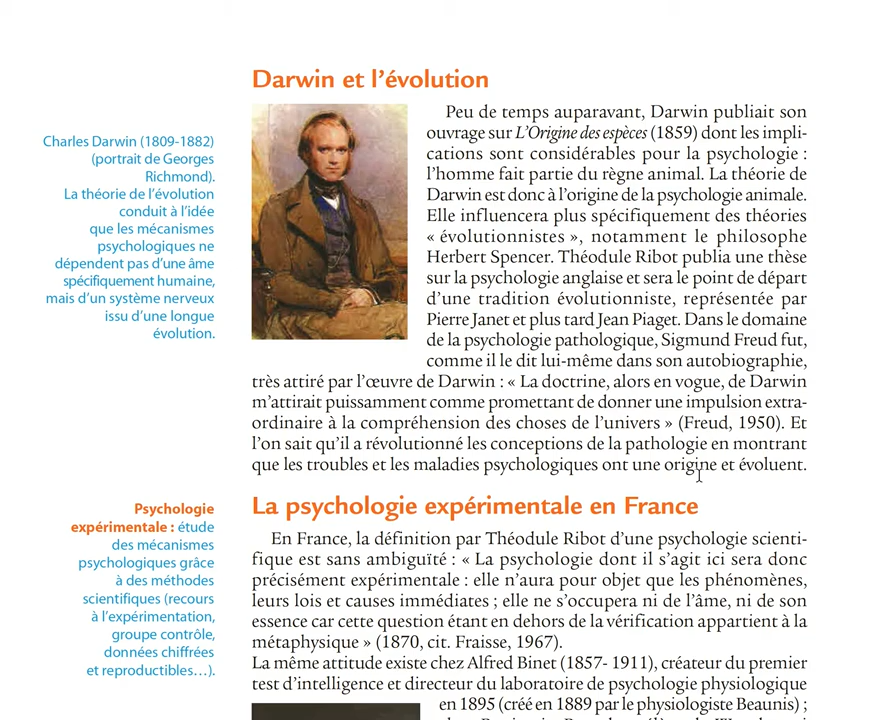 Darwin et l'évolution
Charles Darwin (1809-1882)
(portrait de Georges
Richmond).
La théorie de l'évolution
conduit à l'idée
que les mécanismes
psychologiques ne
dépendent pas d'une âme
spécifiquement humaine,
mais d'un système nerveux
issu d'une longue
évolution.
Peu de temps auparavant, Darwin publiait son
ouvrage sur L'Origine des espèces (1859) dont les impli-
cations sont considérables pour la psychologie :
l'homme fait partie du règne animal. La théorie de
Darwin est donc à l'origine de la psychologie animale.
Elle influencera plus spécifiquement des théories
« évolutionnistes », notamment le philosophe
Herbert Spencer. Théodule Ribot publia une thèse
sur la psychologie anglaise et sera le point de départ
d'une tradition évolutionniste, représentée par
Pierre Janet et plus tard Jean Piaget. Dans le domaine
de la psychologie pathologique, Sigmund Freud fut,
comme il le dit lui-même dans son autobiographie,
très attiré par l'œuvre de Darwin : « La doctrine, alors en vogue, de Darwin
m'attirait puissamment comme promettant de donner une impulsion extra-
ordinaire à la compréhension des choses de l'univers » (Freud, 1950). Et
l'on sait qu'il a révolutionné les conceptions de la pathologie en montrant
que les troubles et les maladies psychologiques ont une origine et évoluent.
La psychologie expérimentale en France
Psychologie
expérimentale : étude
des mécanismes
psychologiques grâce
à des méthodes
scientifiques (recours
à l'expérimentation,
groupe contrôle,
données chiffrées
et reproductibles…).
En France, la définition par Théodule Ribot d'une psychologie scienti-
fique est sans ambiguïté : « La psychologie dont il s'agit ici sera donc
précisément expérimentale : elle n'aura pour objet que les phénomènes,
leurs lois et causes immédiates ; elle ne s'occupera ni de l'âme, ni de son
essence car cette question étant en dehors de la vérification appartient à la
métaphysique » (1870, cit. Fraisse, 1967).
La même attitude existe chez Alfred Binet (1857- 1911), créateur du premier
test d'intelligence et directeur du laboratoire de psychologie physiologique
en 1895 (créé en 1889 par le physiologiste Beaunis) ;